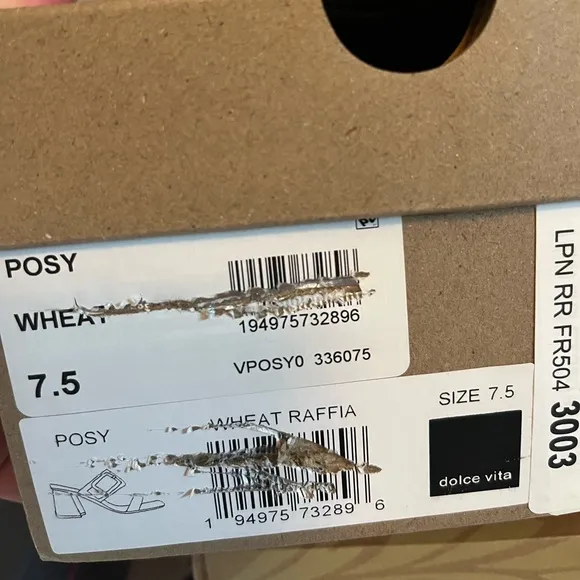 POSY
WHEAT
194975732896
7.5
VPOSY0 336075
WHEAT RAFFIA
SIZE 7.5
POSY
dolce vita
1 94975 73289 6
LPN RR FR504 3003